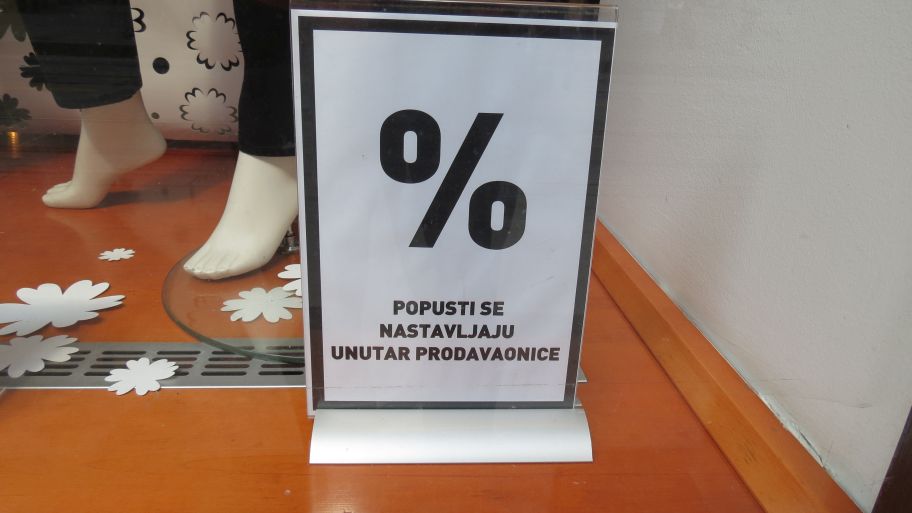 %
POPUSTI SE
NASTAVLJAJU
UNUTAR PRODAVAONICE